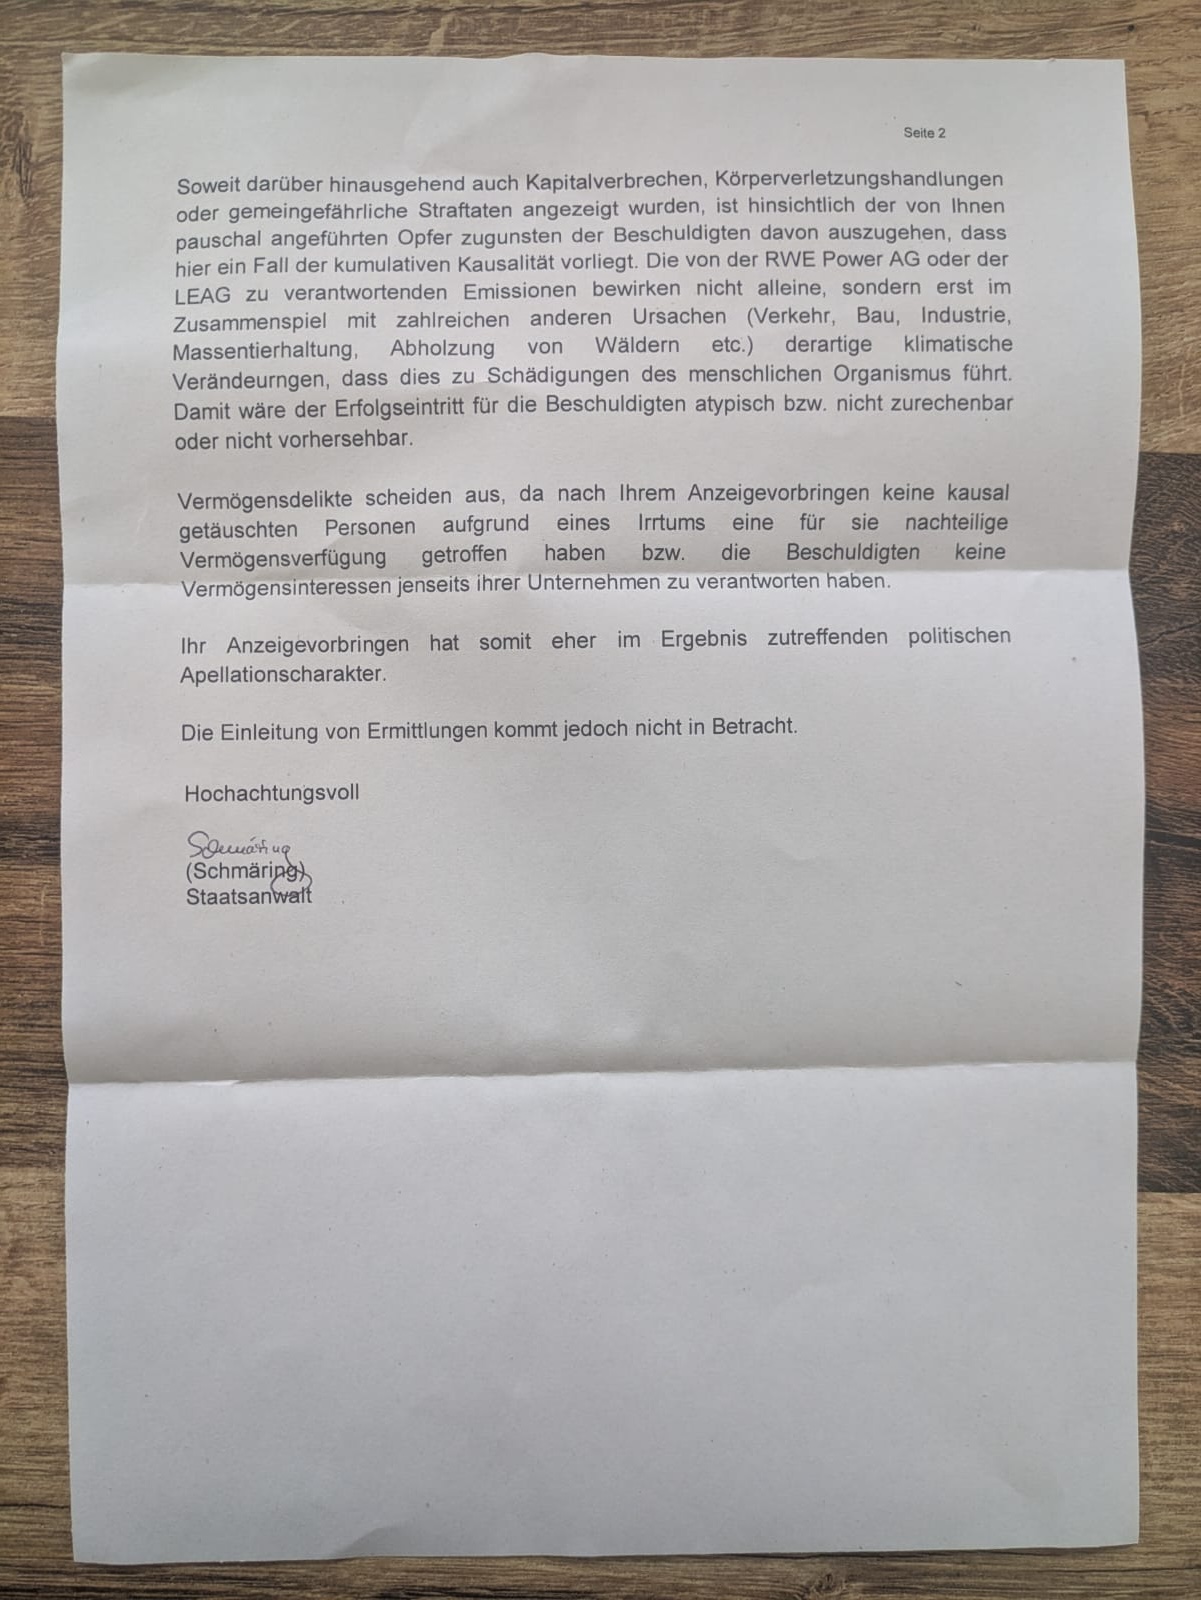 Seite 2
Soweit darüber hinausgehend auch Kapitalverbrechen, Körperverletzungshandlungen
oder gemeingefährliche Straftaten angezeigt wurden, ist hinsichtlich der von Ihnen
pauschal angeführten Opfer zugunsten der Beschuldigten davon auszugehen, dass
hier ein Fall der kumulativen Kausalität vorliegt. Die von der RWE Power AG oder der
LEAG zu verantwortenden Emissionen bewirken nicht alleine, sondern erst im
Zusammenspiel mit zahlreichen anderen Ursachen (Verkehr, Bau, Industrie,
Massentierhaltung, Abholzung von Wäldern etc.) derartige klimatische
Verändeurngen, dass dies zu Schädigungen des menschlichen Organismus führt.
Damit wäre der Erfolgseintritt für die Beschuldigten atypisch bzw. nicht zurechenbar
oder nicht vorhersehbar.
Vermögensdelikte scheiden aus, da nach Ihrem Anzeigevorbringen keine kausal
getäuschten Personen aufgrund eines Irrtums eine für sie nachteilige
Vermögensverfügung getroffen haben bzw. die Beschuldigten keine
Vermögensinteressen jenseits ihrer Unternehmen zu verantworten haben.
Ihr Anzeigevorbringen hat somit eher im Ergebnis zutreffenden politischen
Apellationscharakter.
Die Einleitung von Ermittlungen kommt jedoch nicht in Betracht.
Hochachtungsvoll
Schmäring
(Schmäring)
Staatsanwalt